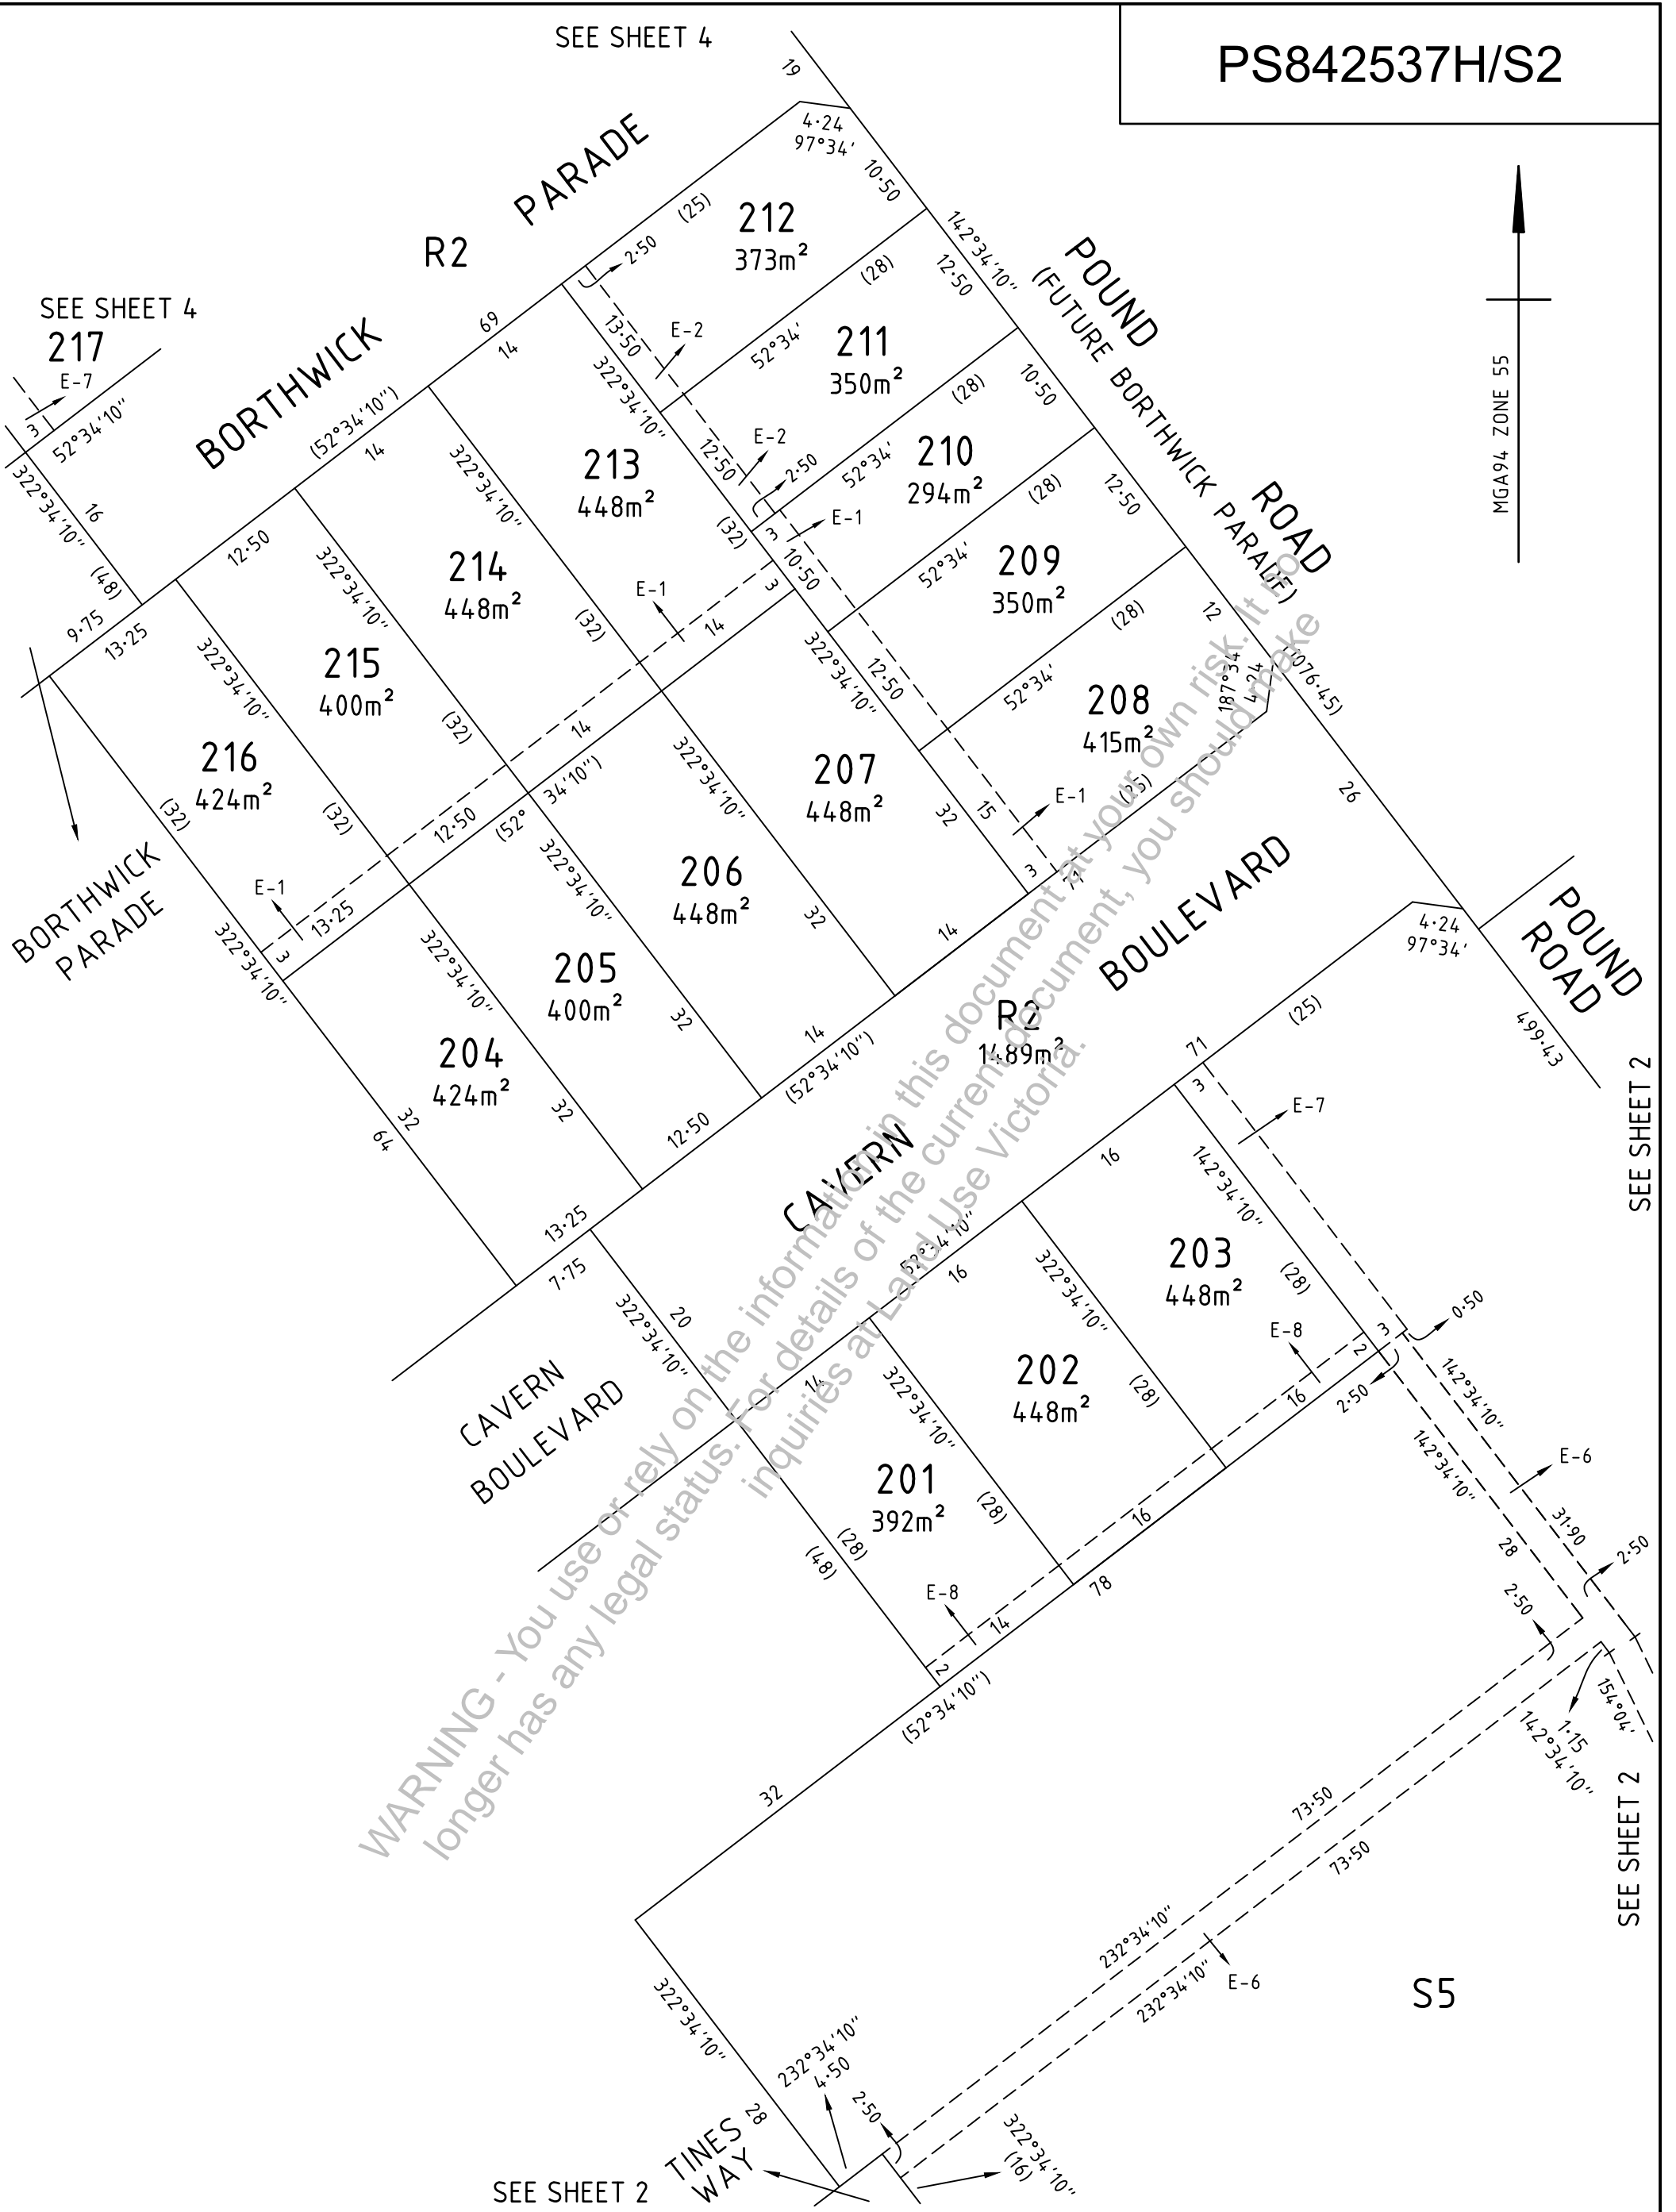 PS842537H/S2
SEE SHEET 4
19
4·24
97°34'
10·50
PARADE
(25)
212
373m²
R2
2·50
142°34'10"
POUND
(FUTURE BORTHWICK PARADE)
ROAD
MGA94 ZONE 55
SEE SHEET 4
217
E-7
3
52°34'10"
322°34'10"
16
(48)
BORTHWICK
69
14
13·50
E-2
(28)
12·50
52°34'
211
350m²
(52°34'10")
14
322°34'10"
213
448m²
12·50
E-2
2·50
(28)
10·50
52°34'
210
294m²
322°34'10"
(32)
3
E-1
10·50
3
(28)
12·50
52°34'
209
350m²
12·50
322°34'10"
214
448m²
(32)
E-1
14
322°34'10"
12·50
(28)
12
52°34'
208
415m²
187°34'
4·24
(1076·45)
26
9·75
13·25
322°34'10"
215
400m²
(32)
14
322°34'10"
207
448m²
32
15
E-1
(25)
3
71
216
424m²
(32)
(32)
12·50
(52°
34'10")
322°34'10"
206
448m²
32
14
BORTHWICK
PARADE
E-1
3
13·25
322°34'10"
322°34'10"
205
400m²
32
14
(52°34'10")
204
424m²
32
64
32
12·50
13·25
7·75
CAVERN
BOULEVARD
R2
1489m²
4·24
97°34'
POUND
ROAD
499·43
SEE SHEET 2
(25)
71
3
E-7
16
142°34'10"
203
448m²
(28)
52°34'10"
16
322°34'10"
E-8
3
2
0·50
2·50
16
142°34'10"
142°34'10"
E-6
31·90
28
2·50
2·50
322°34'10"
20
CAVERN
BOULEVARD
14
322°34'10"
202
448m²
(28)
16
201
392m²
(28)
(28)
(48)
E-8
14
2
78
(52°34'10")
32
154°04'
1·15
142°34'10"
SEE SHEET 2
73·50
73·50
232°34'10"
232°34'10"
E-6
S5
322°34'10"
28
232°34'10"
4·50
2·50
322°34'10"
(16)
TINES
WAY
SEE SHEET 2
WARNING - You use or rely on the information in this document at your own risk. It no
longer has any legal status. For details of the current document, you should make
inquiries at Land Use Victoria.